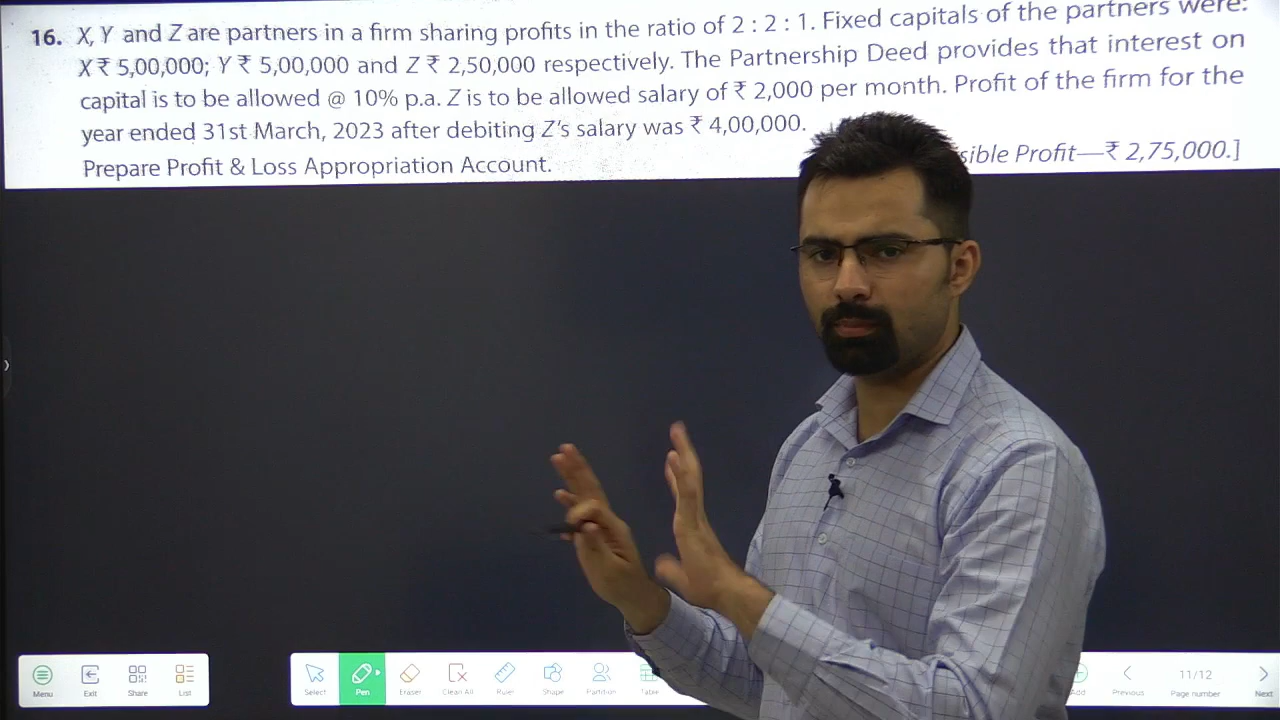 16. X, Y and Z are partners in a firm sharing profits in the ratio of 2 : 2 : 1. Fixed capitals of the partners were:
X ₹ 5,00,000; Y ₹ 5,00,000 and Z ₹ 2,50,000 respectively. The Partnership Deed provides that interest on
capital is to be allowed @ 10% p.a. Z is to be allowed salary of ₹ 2,000 per month. Profit of the firm for the
year ended 31st March, 2023 after debiting Z's salary was ₹ 4,00,000.
sible Profit—₹ 2,75,000.]
Prepare Profit & Loss Appropriation Account.
Menu Exit Share List Select Pen Eraser Clean All Ruler Shape Partition Table Add Previous 11/12 Page number Next